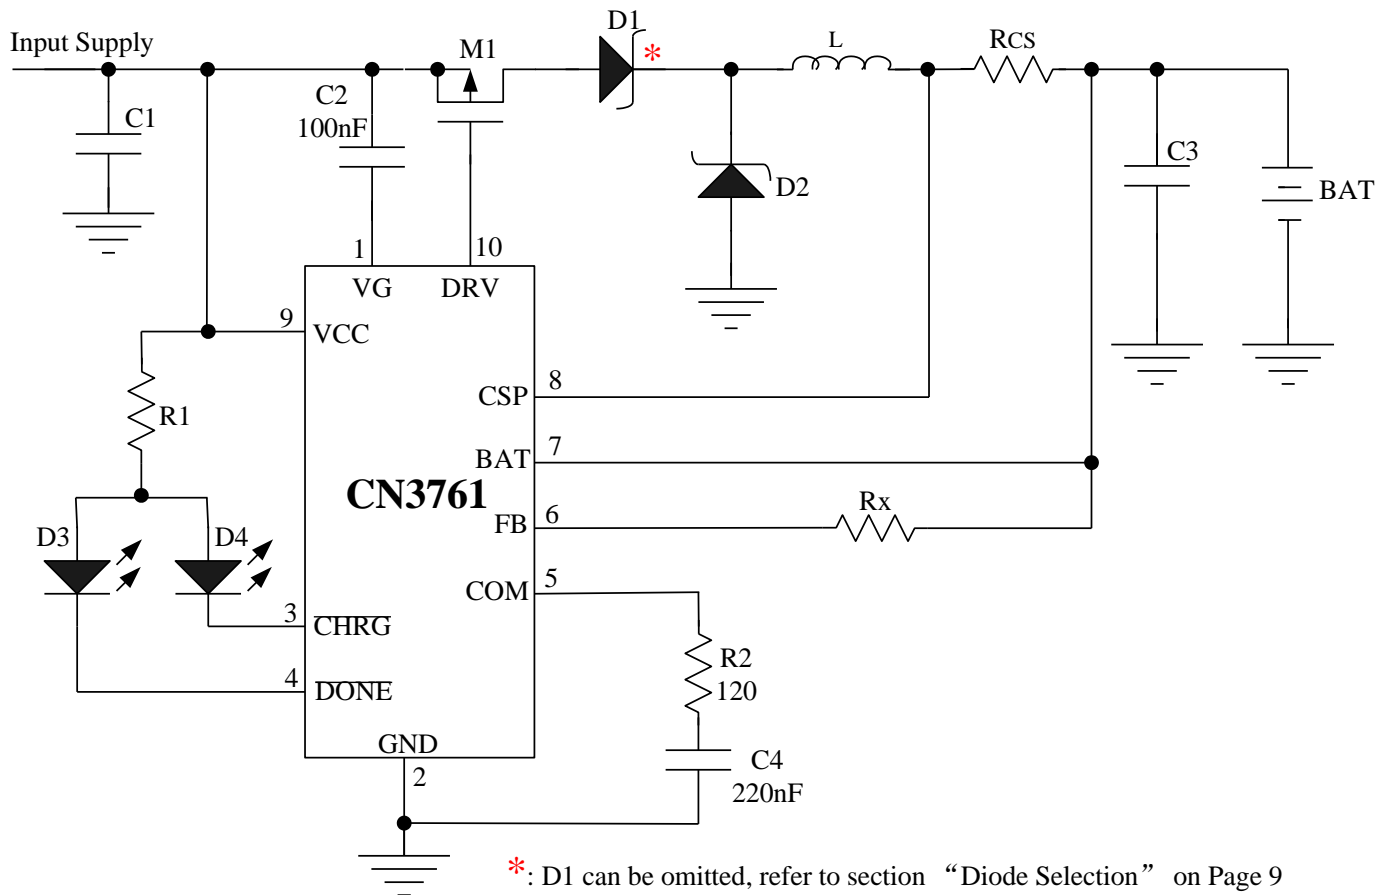 Input Supply
M1
D1
*
L
RCS
C1
C2
100nF
D2
C3
BAT
1
10
VG
DRV
9
VCC
8
CSP
R1
7
BAT
CN3761
Rx
6
FB
D3
D4
5
COM
3
CHRG
R2
120
4
DONE
GND
2
C4
220nF
*: D1 can be omitted, refer to section “Diode Selection” on Page 9